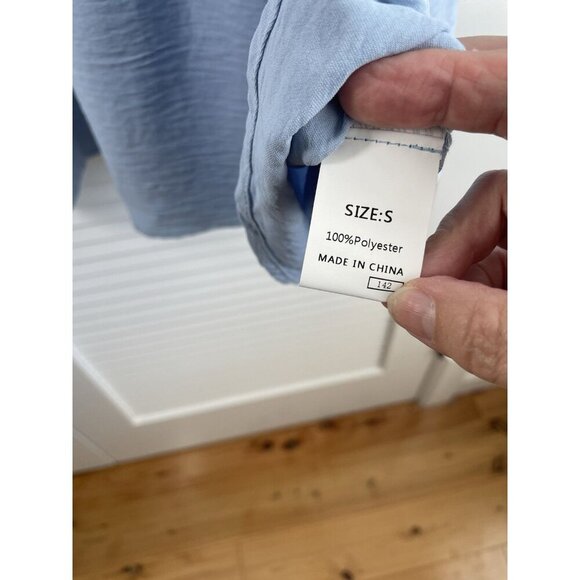 SIZE:S
100%Polyester
MADE IN CHINA
142